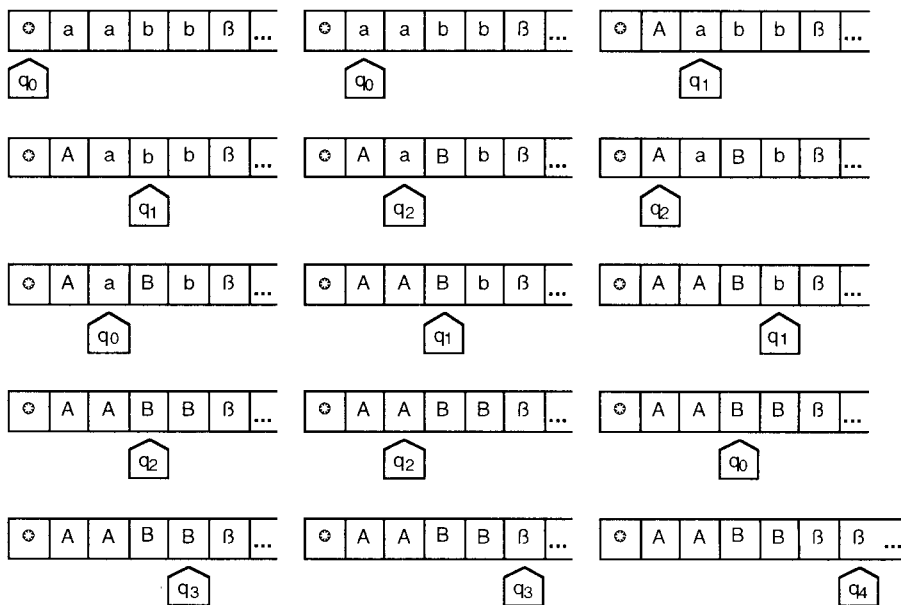 ⊛ a a b b ß ... ⊛ a a b b ß ... ⊛ A a b b ß ...
q₀ q₀ q₁
⊛ A a b b ß ... ⊛ A a B b ß ... ⊛ A a B b ß ...
q₁ q₂ q₂
⊛ A a B b ß ... ⊛ A A B b ß ... ⊛ A A B b ß ...
q₀ q₁ q₁
⊛ A A B B ß ... ⊛ A A B B ß ... ⊛ A A B B ß ...
q₂ q₂ q₀
⊛ A A B B ß ... ⊛ A A B B ß ... ⊛ A A B B ß ß ...
q₃ q₃ q₄